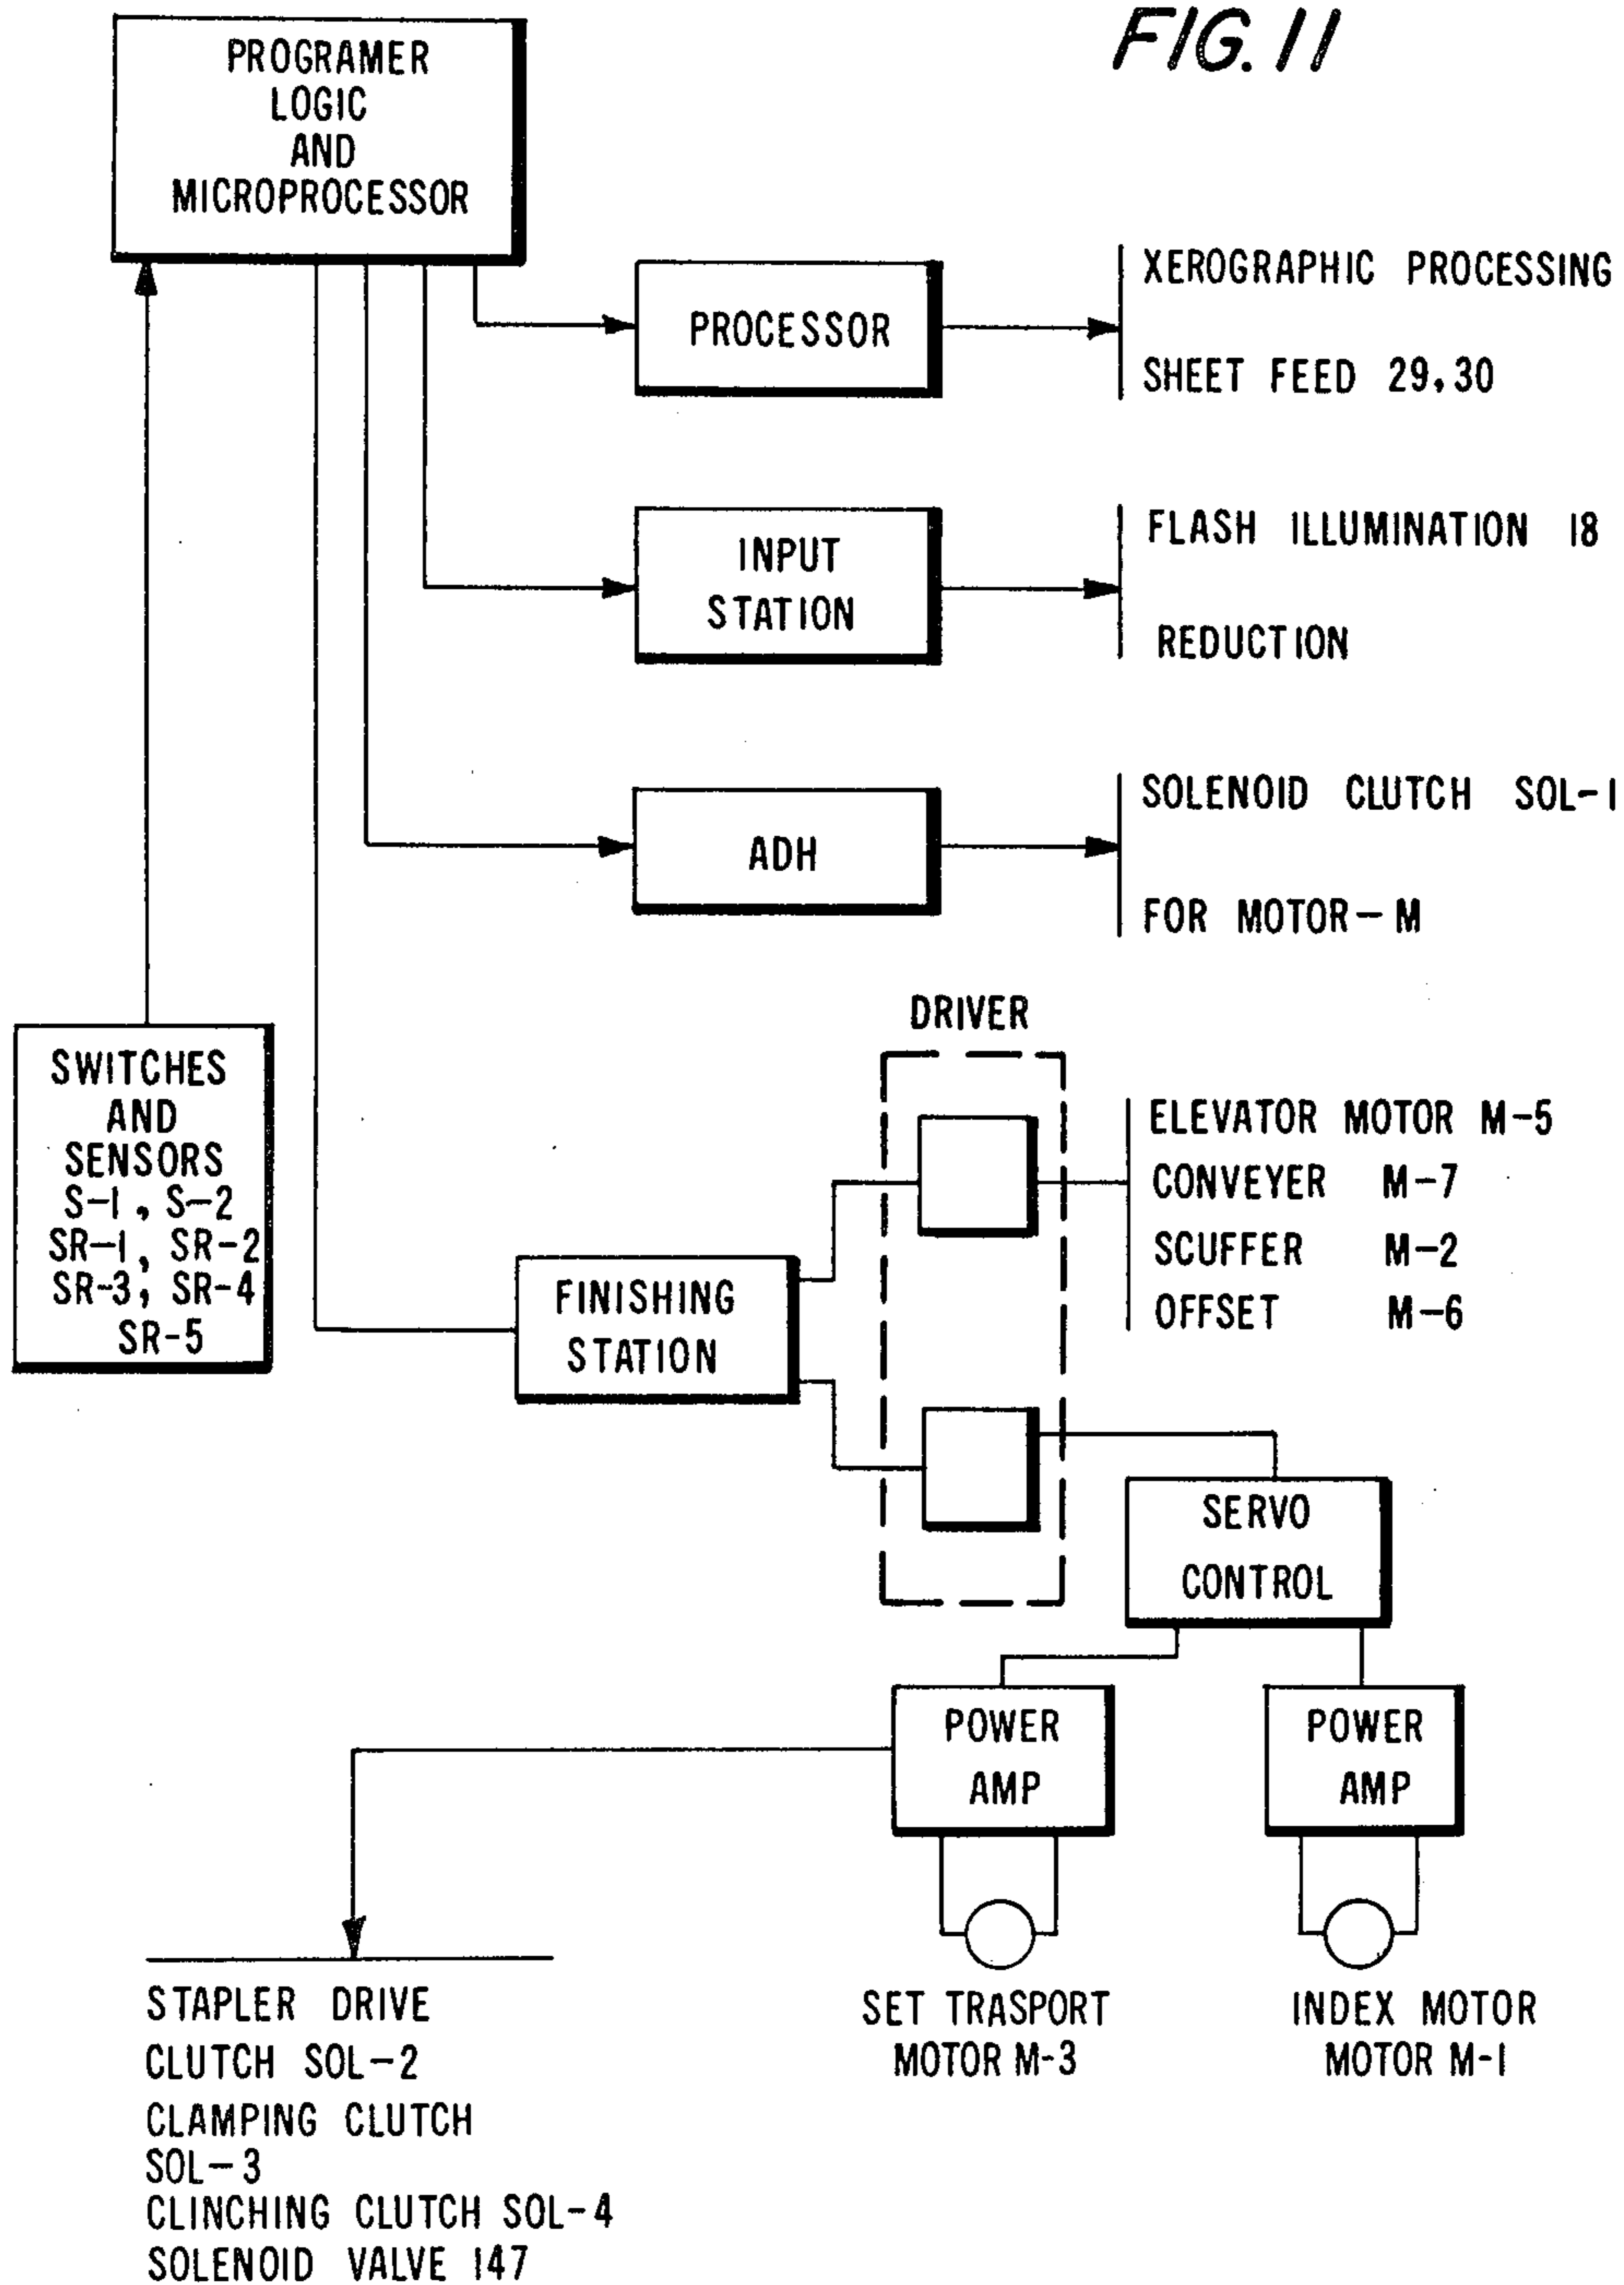 FIG. 11
PROGRAMER
LOGIC
AND
MICROPROCESSOR
PROCESSOR
XEROGRAPHIC PROCESSING
SHEET FEED 29,30
INPUT
STATION
FLASH ILLUMINATION 18
REDUCTION
ADH
SOLENOID CLUTCH SOL-1
FOR MOTOR-M
SWITCHES
AND
SENSORS
S-1, S-2
SR-1, SR-2
SR-3, SR-4
SR-5
DRIVER
ELEVATOR MOTOR M-5
CONVEYER M-7
SCUFFER M-2
OFFSET M-6
FINISHING
STATION
SERVO
CONTROL
POWER
AMP
POWER
AMP
SET TRASPORT
MOTOR M-3
INDEX MOTOR
MOTOR M-1
STAPLER DRIVE
CLUTCH SOL-2
CLAMPING CLUTCH
SOL-3
CLINCHING CLUTCH SOL-4
SOLENOID VALVE 147